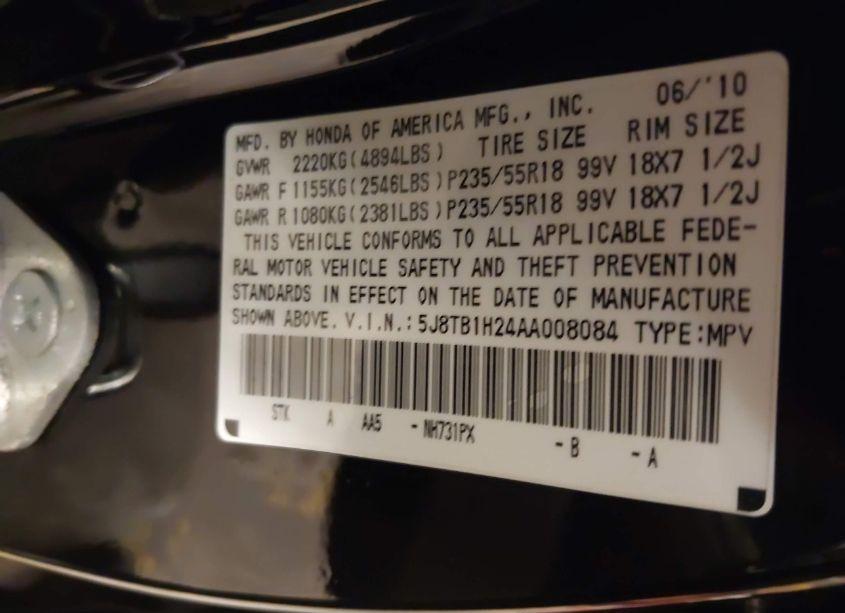 06/'10
MFD. BY HONDA OF AMERICA MFG., INC.
GVWR 2220KG(4894LBS) TIRE SIZE RIM SIZE
GAWR F 1155KG(2546LBS)P235/55R18 99V 18X7 1/2J
GAWR R 1080KG(2381LBS)P235/55R18 99V 18X7 1/2J
THIS VEHICLE CONFORMS TO ALL APPLICABLE FEDE-
RAL MOTOR VEHICLE SAFETY AND THEFT PREVENTION
STANDARDS IN EFFECT ON THE DATE OF MANUFACTURE
SHOWN ABOVE. V.I.N.:5J8TB1H24AA008084 TYPE:MPV
STK A AA5 - NH731PX - B - A